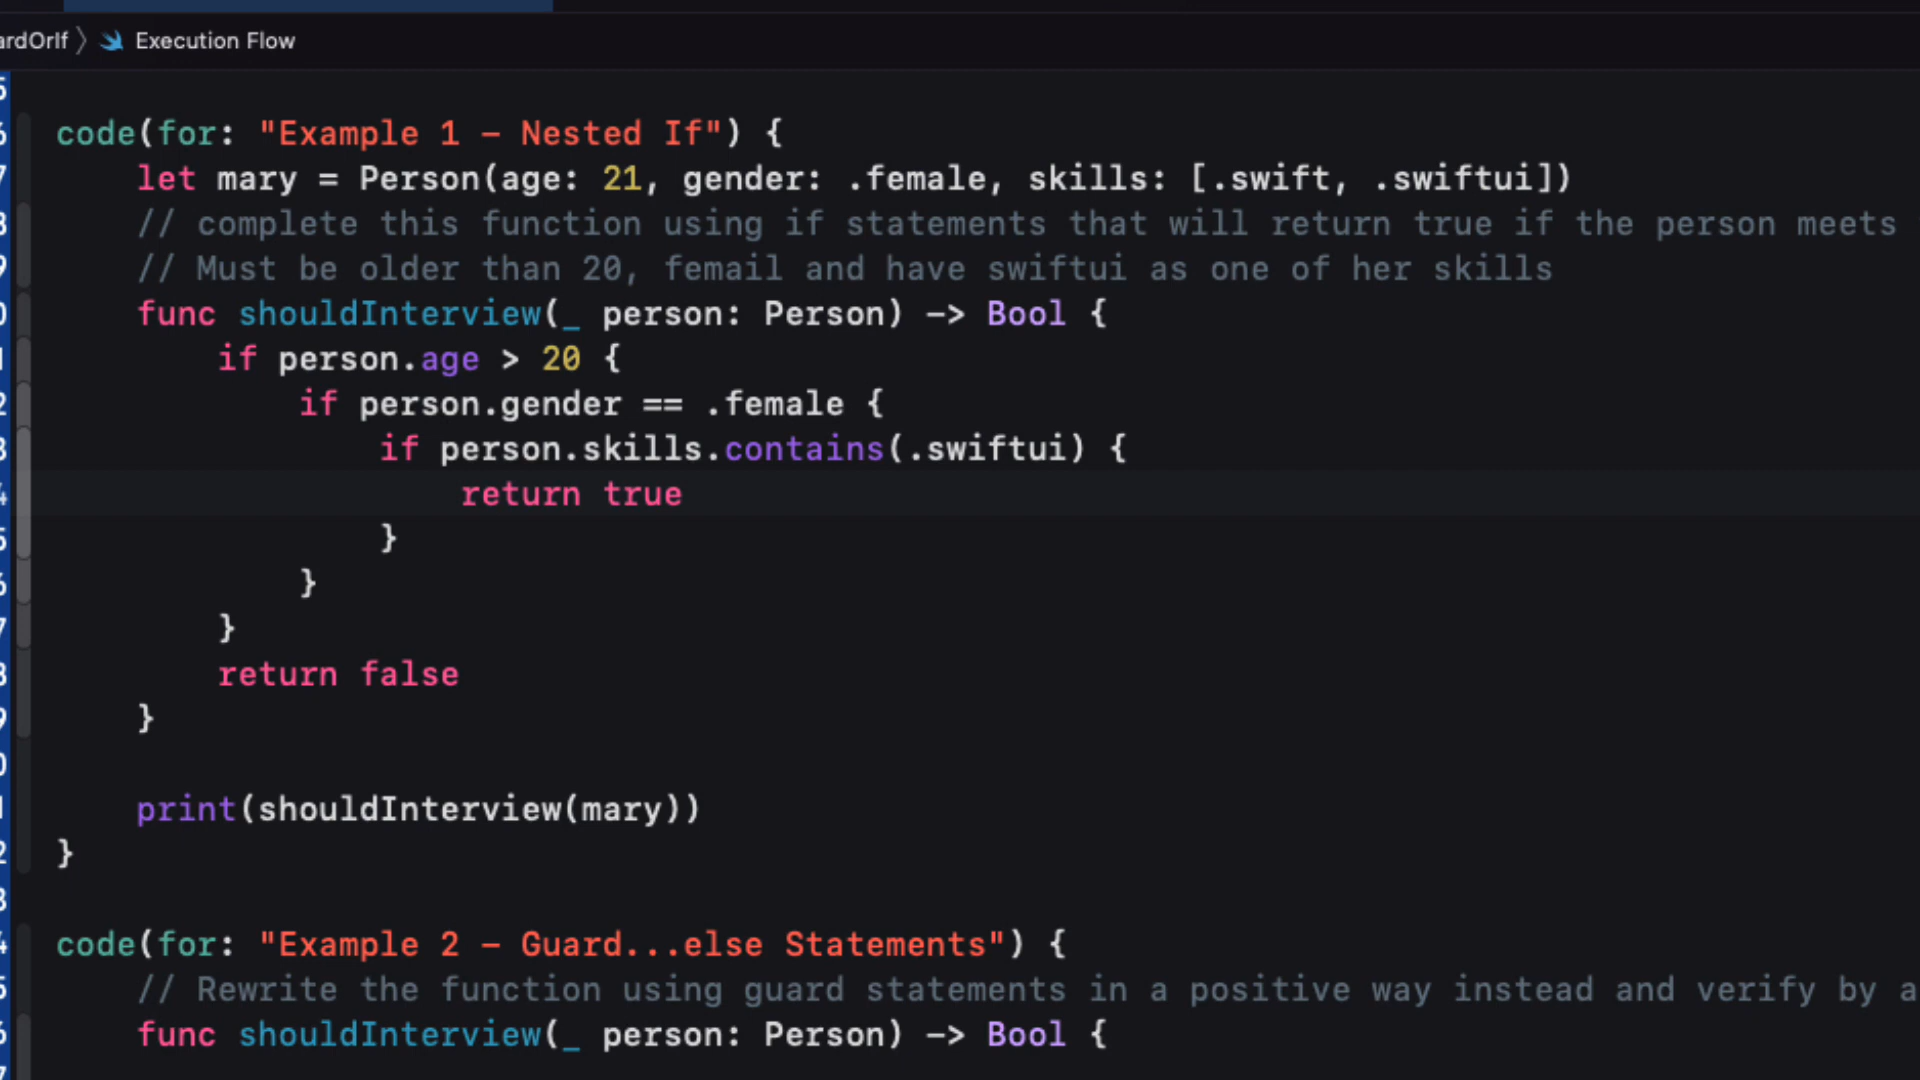 ardOrIf 〉 Execution Flow
code(for: "Example 1 – Nested If") {
let mary = Person(age: 21, gender: .female, skills: [.swift, .swiftui])
// complete this function using if statements that will return true if the person meets
// Must be older than 20, femail and have swiftui as one of her skills
func shouldInterview(_ person: Person) –> Bool {
if person.age > 20 {
if person.gender == .female {
if person.skills.contains(.swiftui) {
return true
}
}
}
return false
}
print(shouldInterview(mary))
}
code(for: "Example 2 – Guard...else Statements") {
// Rewrite the function using guard statements in a positive way instead and verify by a
func shouldInterview(_ person: Person) –> Bool {